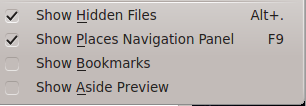 Show Hidden Files Alt+.
Show Places Navigation Panel F9
Show Bookmarks
Show Aside Preview